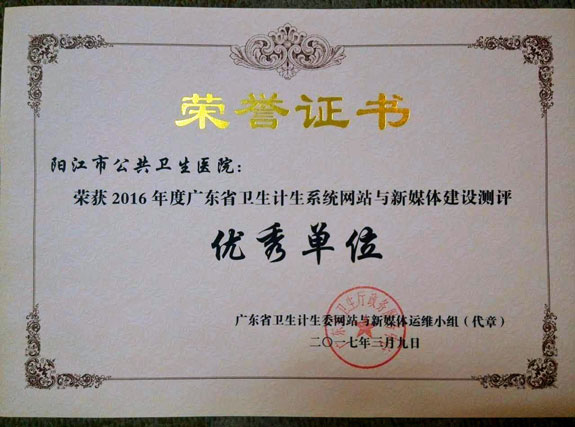 荣誉证书
阳江市公共卫生医院：
荣获2016年度广东省卫生计生系统网站与新媒体建设测评
优秀单位
广东省卫生计生委网站与新媒体运维小组（代章）
二〇一七年三月九日